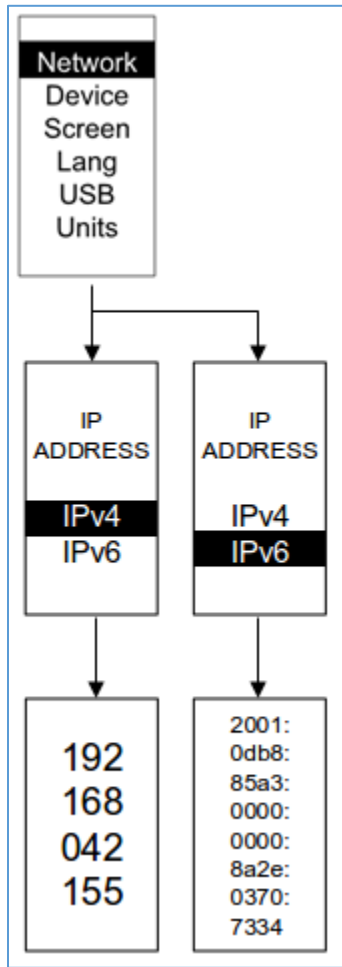 Network
Device
Screen
Lang
USB
Units
IP
ADDRESS
IPv4
IPv6
IP
ADDRESS
IPv4
IPv6
192
168
042
155
2001:
0db8:
85a3:
0000:
0000:
8a2e:
0370:
7334